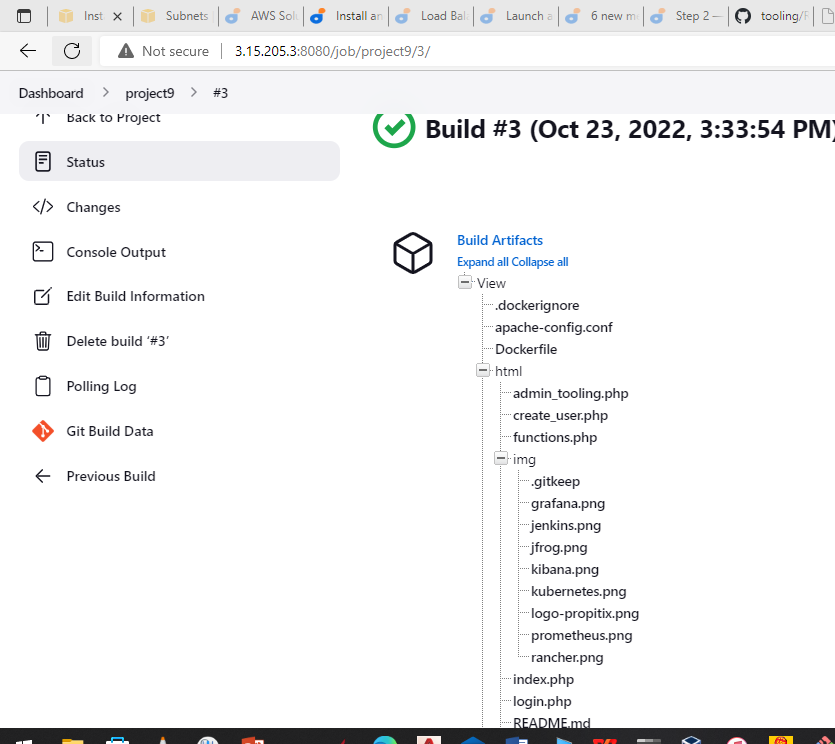 Inst
Subnets
AWS Sol
Install an
Load Bal
Launch a
6 new m
Step 2 —
tooling/
Not secure
3.15.205.3:8080/job/project9/3/
Dashboard > project9 > #3
Back to Project
Status
Changes
Console Output
Edit Build Information
Delete build ‘#3’
Polling Log
Git Build Data
Previous Build
Build #3 (Oct 23, 2022, 3:33:54 PM)
Build Artifacts
Expand all Collapse all
View
.dockerignore
apache-config.conf
Dockerfile
html
admin_tooling.php
create_user.php
functions.php
img
.gitkeep
grafana.png
jenkins.png
jfrog.png
kibana.png
kubernetes.png
logo-propitix.png
prometheus.png
rancher.png
index.php
login.php
README.md